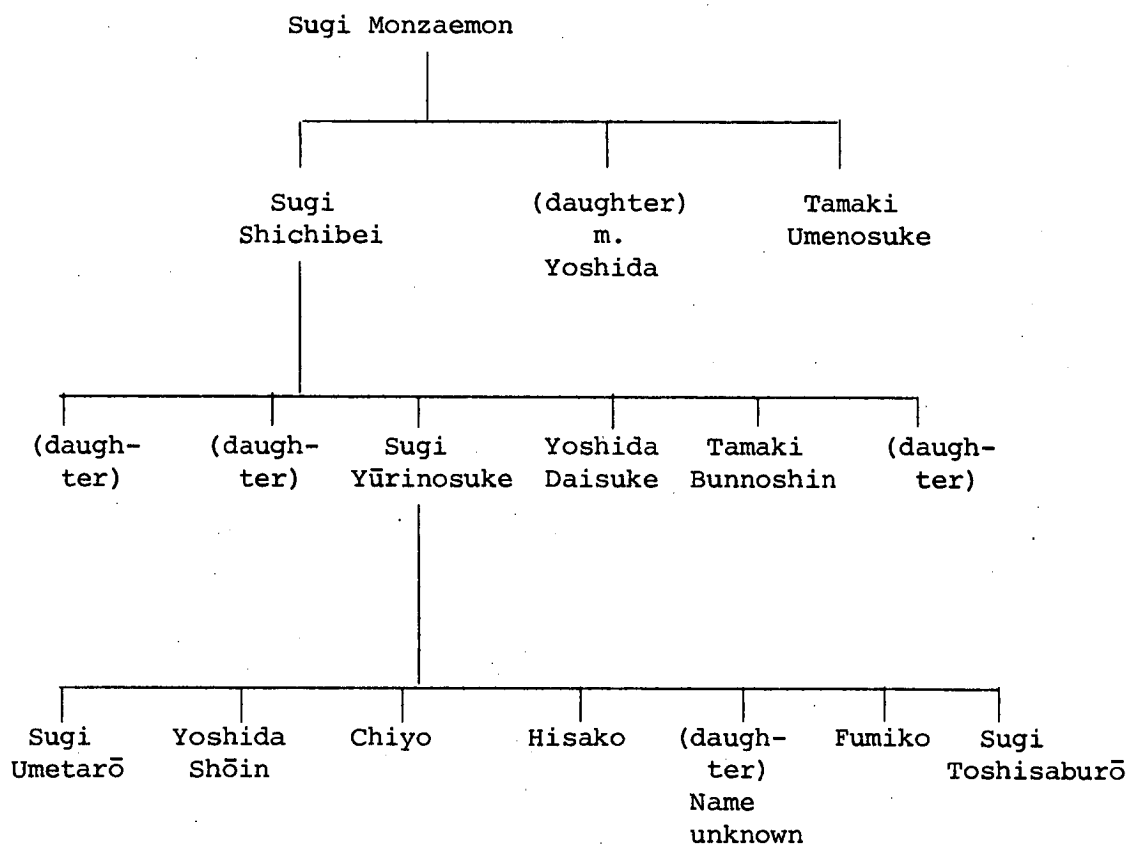 Sugi Monzaemon
Sugi
Shichibei
(daughter)
m.
Yoshida
Tamaki
Umenosuke
(daugh-
ter)
(daugh-
ter)
Sugi
Yūrinosuke
Yoshida
Daisuke
Tamaki
Bunnoshin
(daugh-
ter)
Sugi
Umetarō
Yoshida
Shōin
Chiyo
Hisako
(daugh-
ter)
Name
unknown
Fumiko
Sugi
Toshisaburō